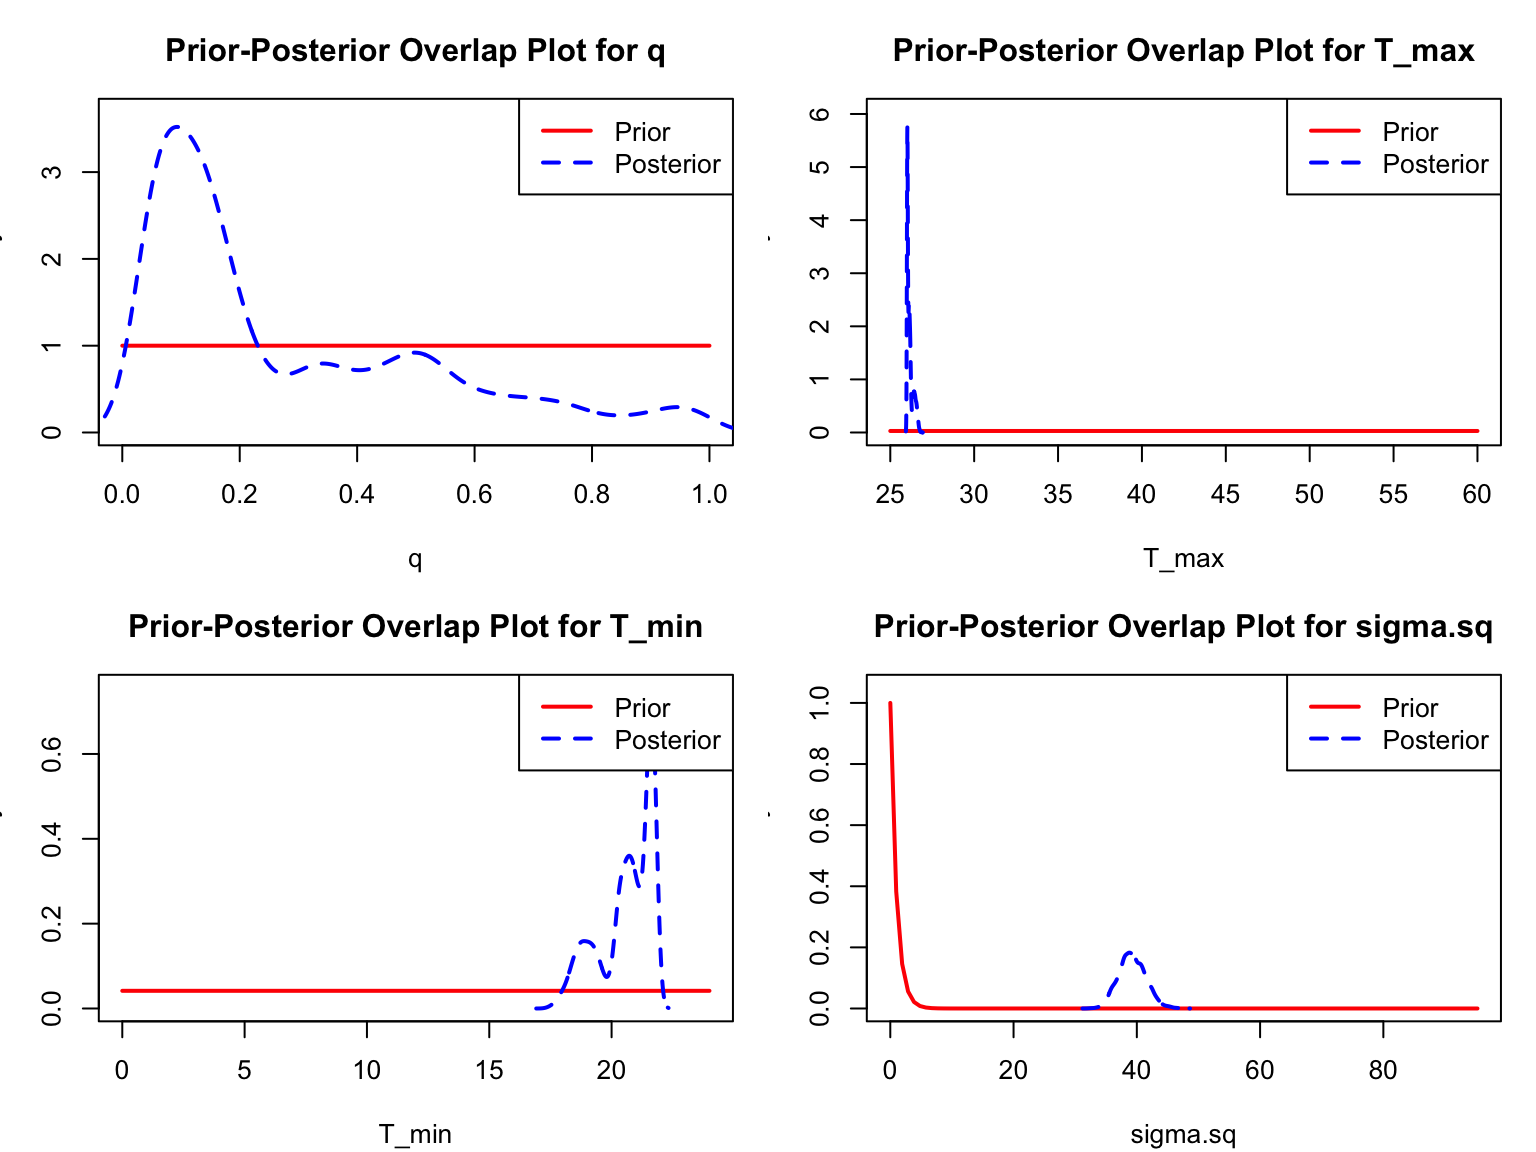 Prior-Posterior Overlap Plot for q
Prior
Posterior
0 1 2 3
0.0 0.2 0.4 0.6 0.8 1.0
q
Prior-Posterior Overlap Plot for T_max
Prior
Posterior
0 1 2 3 4 5 6
25 30 35 40 45 50 55 60
T_max
Prior-Posterior Overlap Plot for T_min
Prior
Posterior
0.0 0.2 0.4 0.6
0 5 10 15 20
T_min
Prior-Posterior Overlap Plot for sigma.sq
Prior
Posterior
0.0 0.2 0.4 0.6 0.8 1.0
0 20 40 60 80
sigma.sq